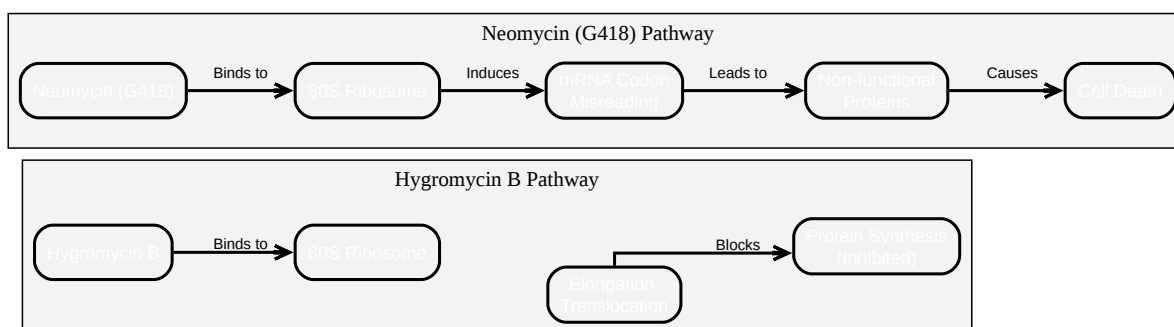 Neomycin (G418) Pathway
Neomycin (G418)
Binds to
30S Ribosome
Induces
mRNA Codon
Misreading
Leads to
Non-functional
Proteins
Causes
Cell Death
Hygromycin B Pathway
Hygromycin B
Binds to
80S Ribosome
Elongation:
Translocation
Blocks
Protein Synthesis
(Inhibited)